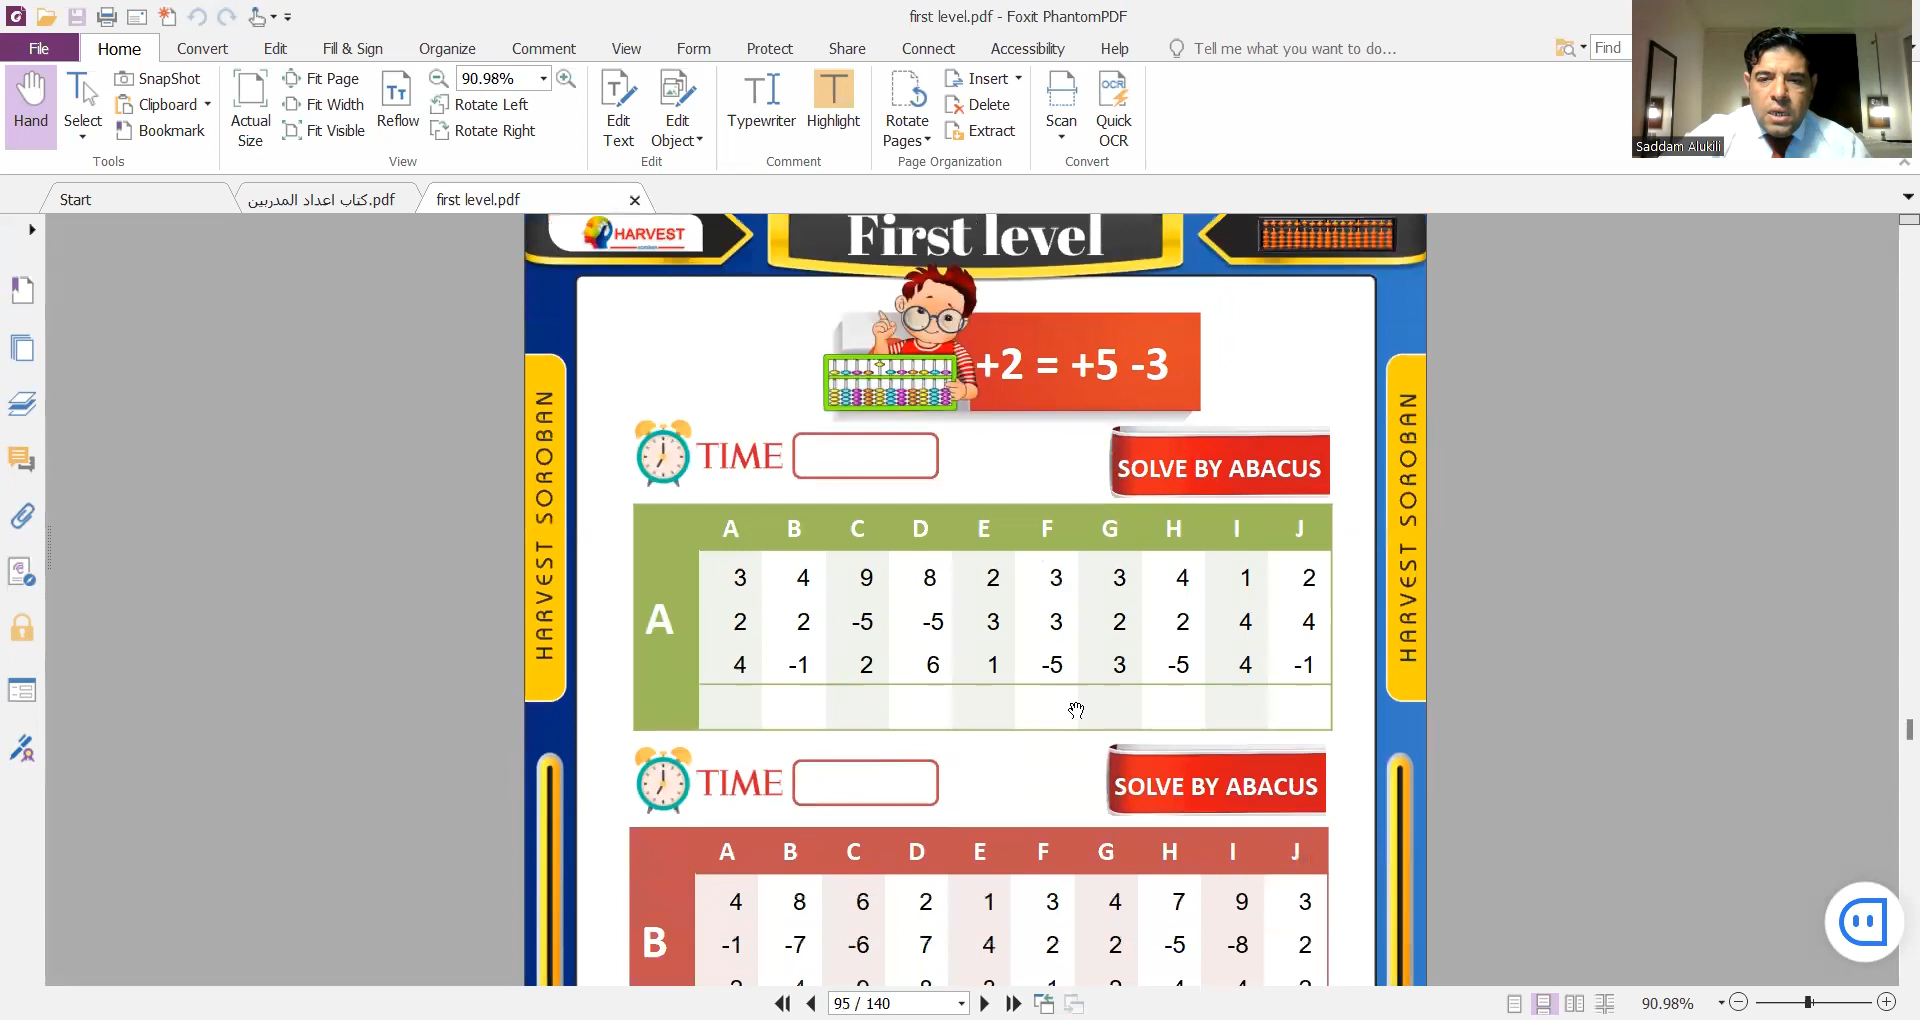 first level.pdf - Foxit PhantomPDF
File Home Convert Edit Fill & Sign Organize Comment View Form Protect Share Connect Accessibility Help Tell me what you want to do... Find
Hand
Select
SnapShot
Clipboard
Bookmark
Tools
Actual Size
Fit Page
Fit Width
Fit Visible
Reflow
90.98%
Rotate Left
Rotate Right
View
Edit Text
Edit Object
Edit
Typewriter
Highlight
Comment
Rotate Pages
Insert
Delete
Extract
Page Organization
Scan
Quick OCR
Convert
Saddam Alukili
Start
كتاب اعداد المدربين.pdf
first level.pdf
HARVEST
First level
+2 = +5 -3
HARVEST SOROBAN
HARVEST SOROBAN
TIME
SOLVE BY ABACUS
A B C D E F G H I J
A
3 4 9 8 2 3 3 4 1 2
2 2 -5 -5 3 3 2 2 4 4
4 -1 2 6 1 -5 3 -5 4 -1
TIME
SOLVE BY ABACUS
A B C D E F G H I J
B
4 8 6 2 1 3 4 7 9 3
-1 -7 -6 7 4 2 2 -5 -8 2
95 / 140
90.98%